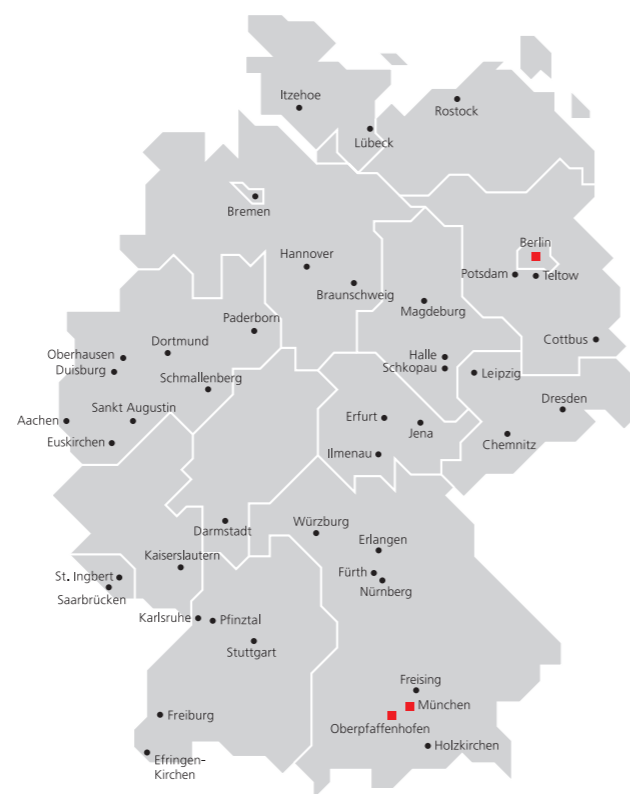 Itzehoe
Rostock
Lübeck
Bremen
Berlin
Hannover
Potsdam
Teltow
Braunschweig
Magdeburg
Paderborn
Cottbus
Dortmund
Oberhausen
Halle
Duisburg
Schkopau
Leipzig
Schmallenberg
Dresden
Sankt Augustin
Aachen
Erfurt
Jena
Euskirchen
Chemnitz
Ilmenau
Würzburg
Darmstadt
Erlangen
Kaiserslautern
St. Ingbert
Fürth
Nürnberg
Saarbrücken
Karlsruhe
Pfinztal
Stuttgart
Freising
München
Freiburg
Oberpfaffenhofen
Holzkirchen
Efringen-
Kirchen